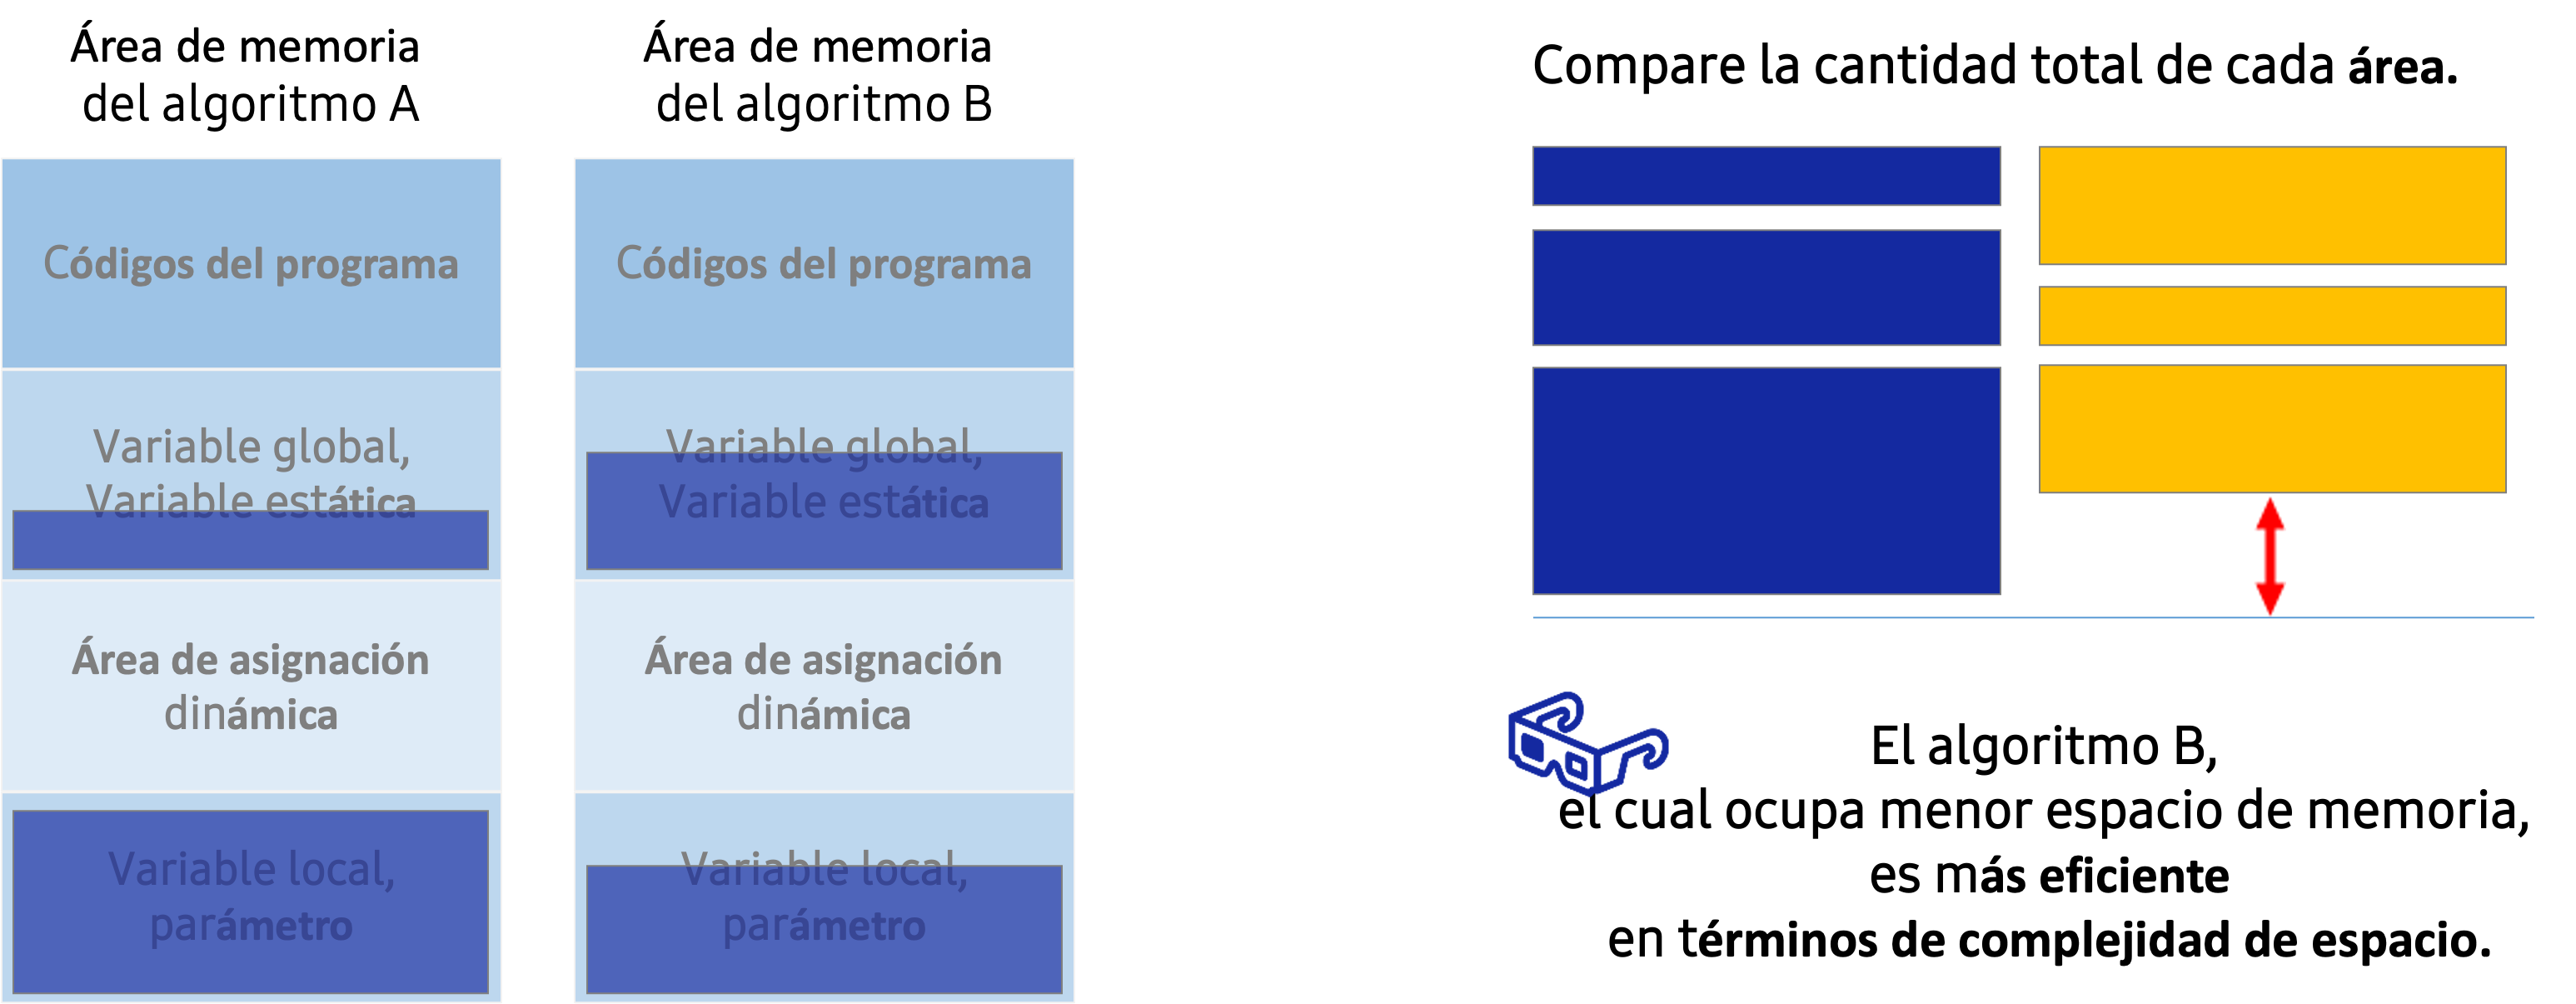 Área de memoria
del algoritmo A
Códigos del programa
Variable global,
Variable estática
Área de asignación
dinámica
Variable local,
parámetro
Área de memoria
del algoritmo B
Códigos del programa
Variable global,
Variable estática
Área de asignación
dinámica
Variable local,
parámetro
Compare la cantidad total de cada área.
El algoritmo B,
el cual ocupa menor espacio de memoria,
es más eficiente
en términos de complejidad de espacio.